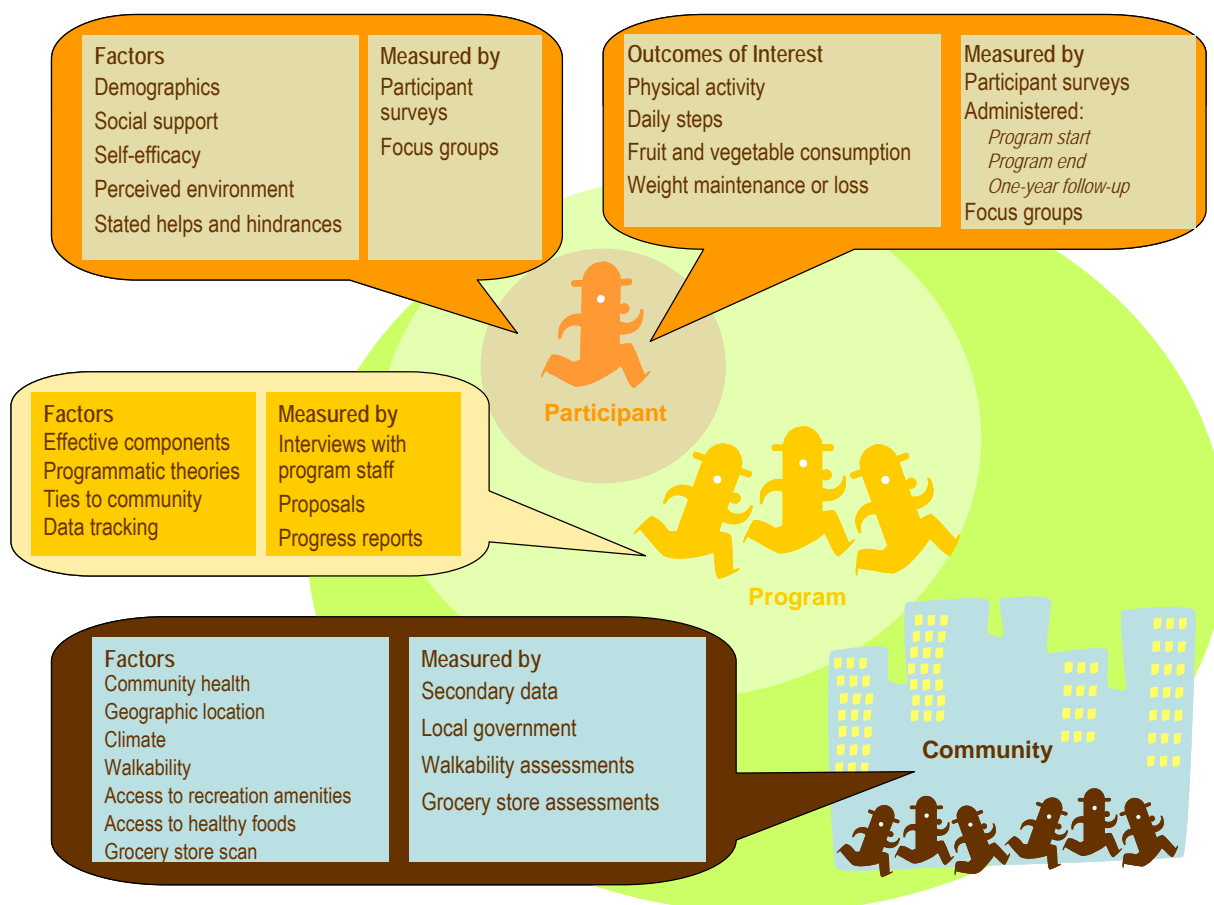 Factors
Demographics
Social support
Self-efficacy
Perceived environment
Stated helps and hindrances
Measured by
Participant
surveys
Focus groups
Outcomes of Interest
Physical activity
Daily steps
Fruit and vegetable consumption
Weight maintenance or loss
Measured by
Participant surveys
Administered:
Program start
Program end
One-year follow-up
Focus groups
Participant
Factors
Effective components
Programmatic theories
Ties to community
Data tracking
Measured by
Interviews with
program staff
Proposals
Progress reports
Program
Factors
Community health
Geographic location
Climate
Walkability
Access to recreation amenities
Access to healthy foods
Grocery store scan
Measured by
Secondary data
Local government
Walkability assessments
Grocery store assessments
Community